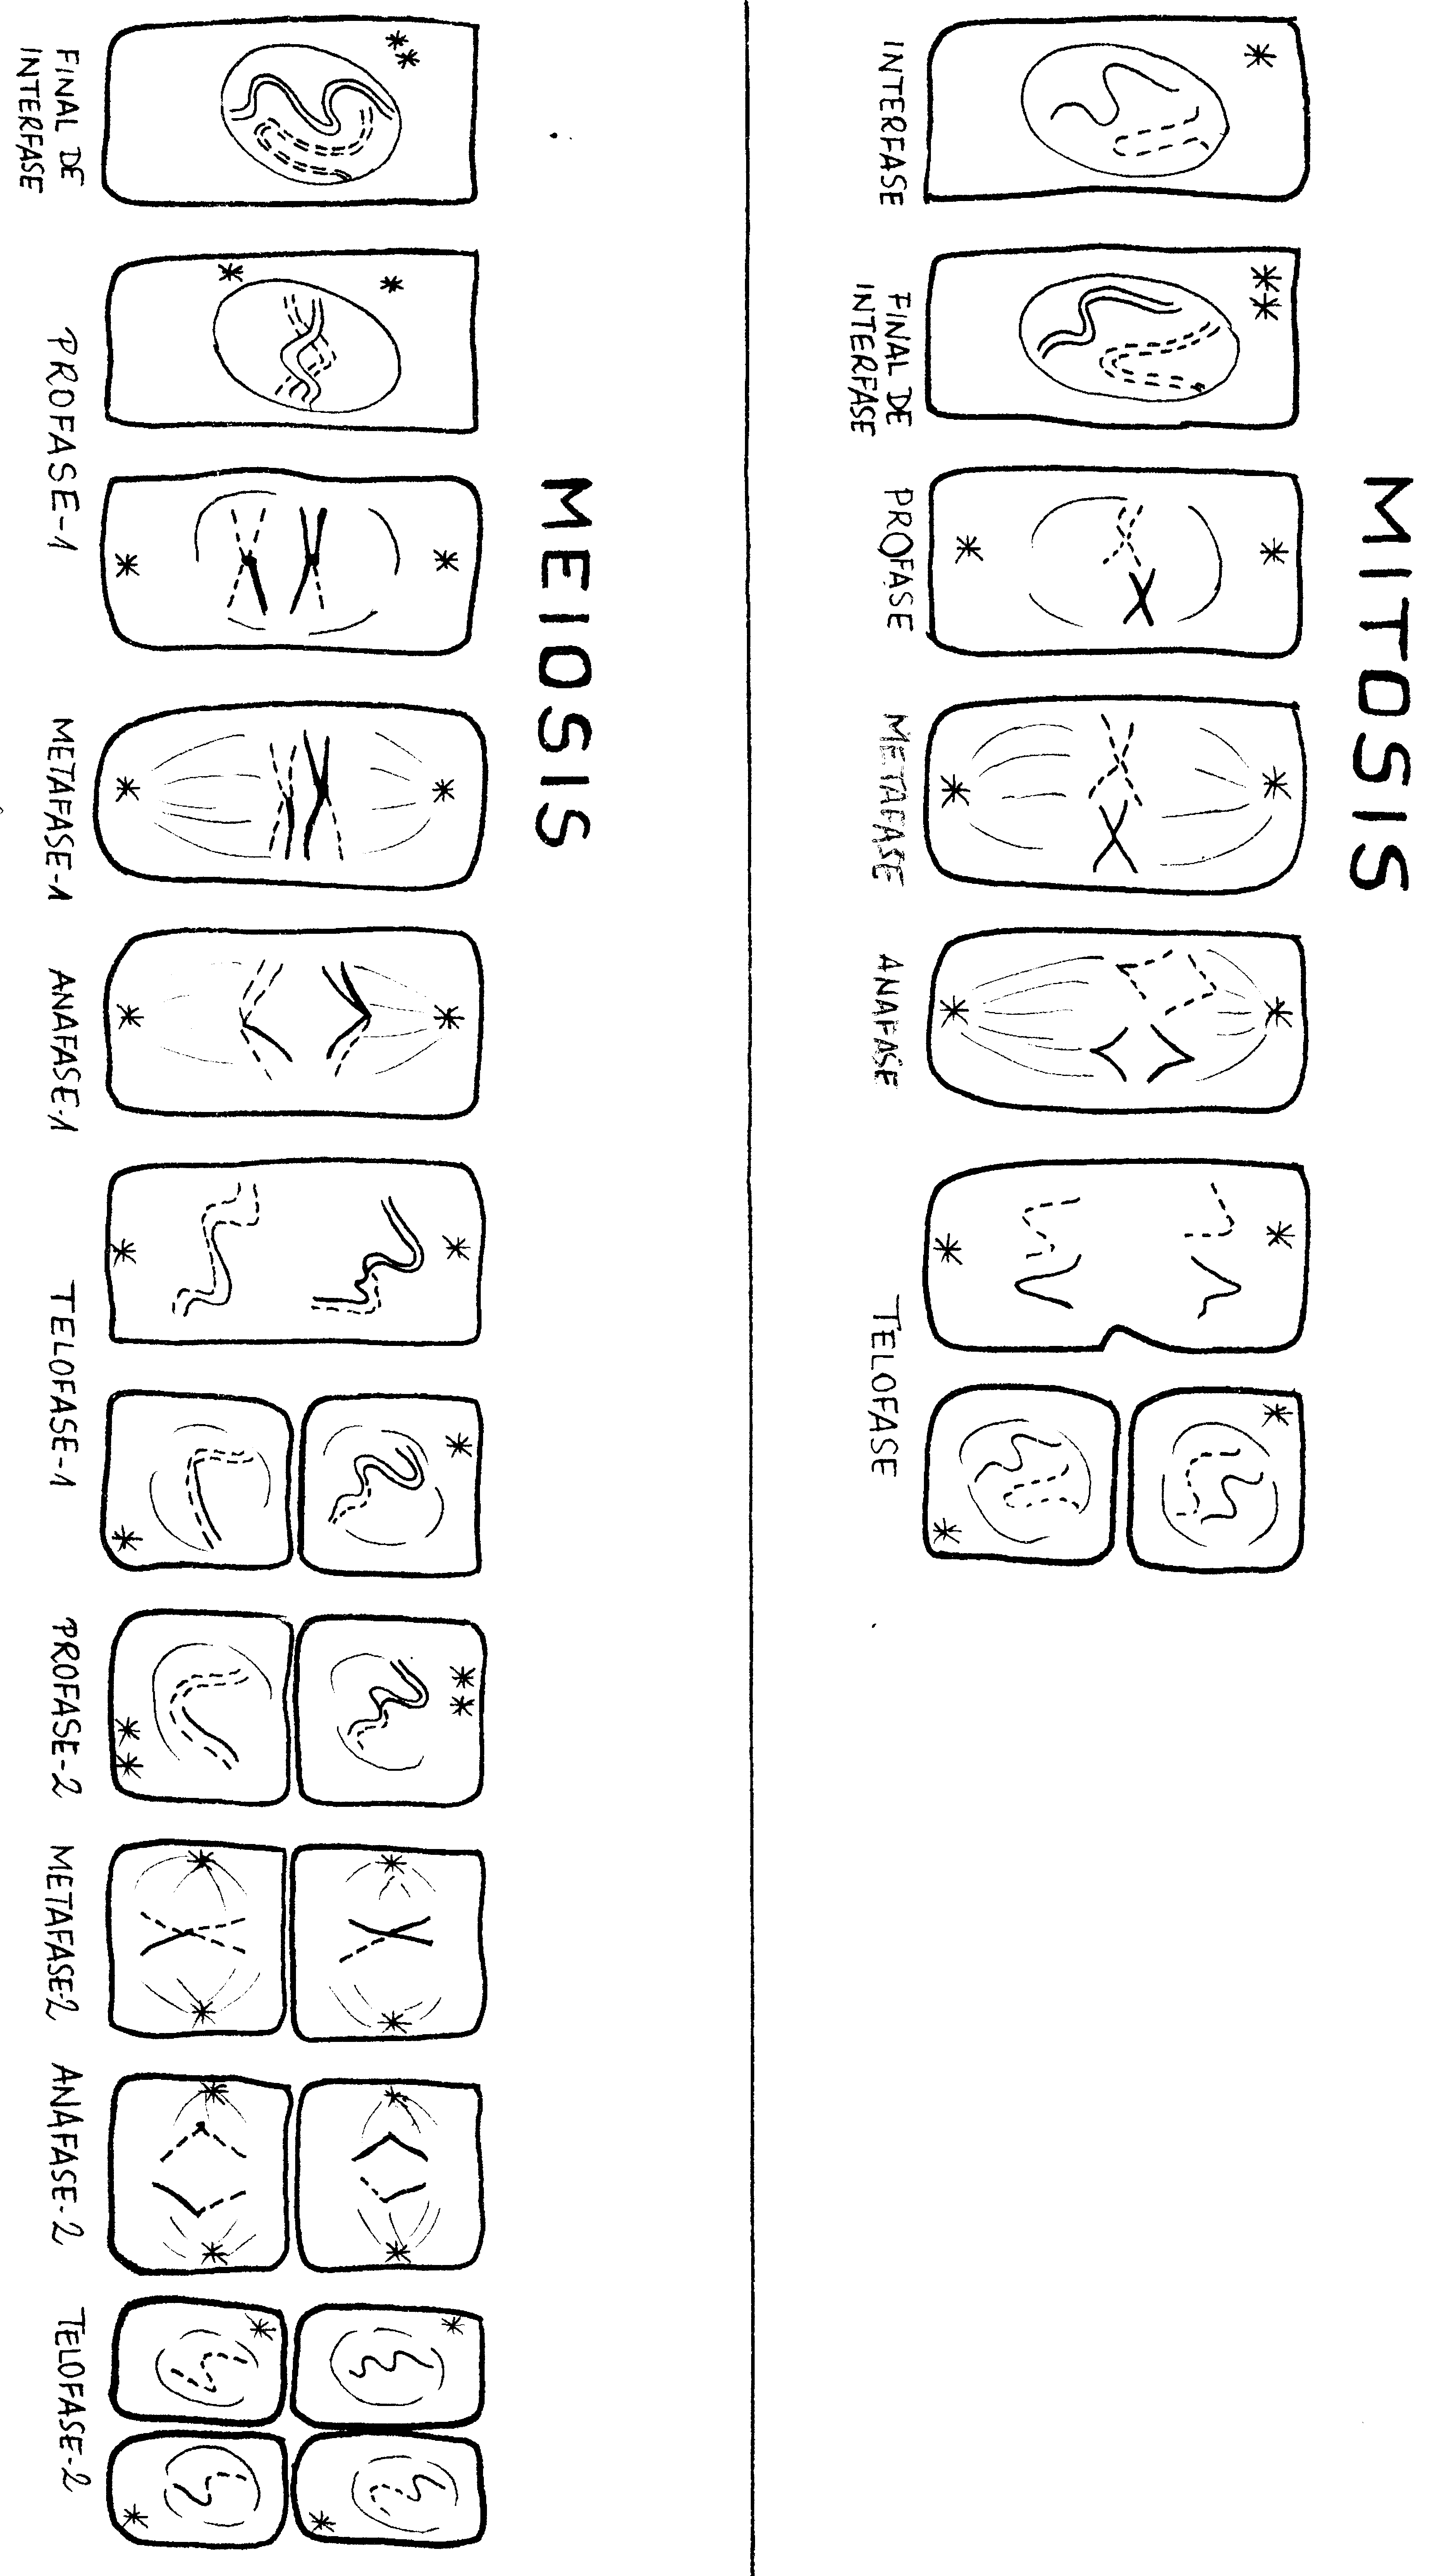 MITOSIS
INTERFASE
FINAL DE
INTERFASE
PROFASE
METAFASE
ANAFASE
TELOFASE
MEIOSIS
FINAL DE
INTERFASE
PROFASE-1
METAFASE-1
ANAFASE-1
TELOFASE-1
PROFASE-2
METAFASE-2
ANAFASE-2
TELOFASE-2